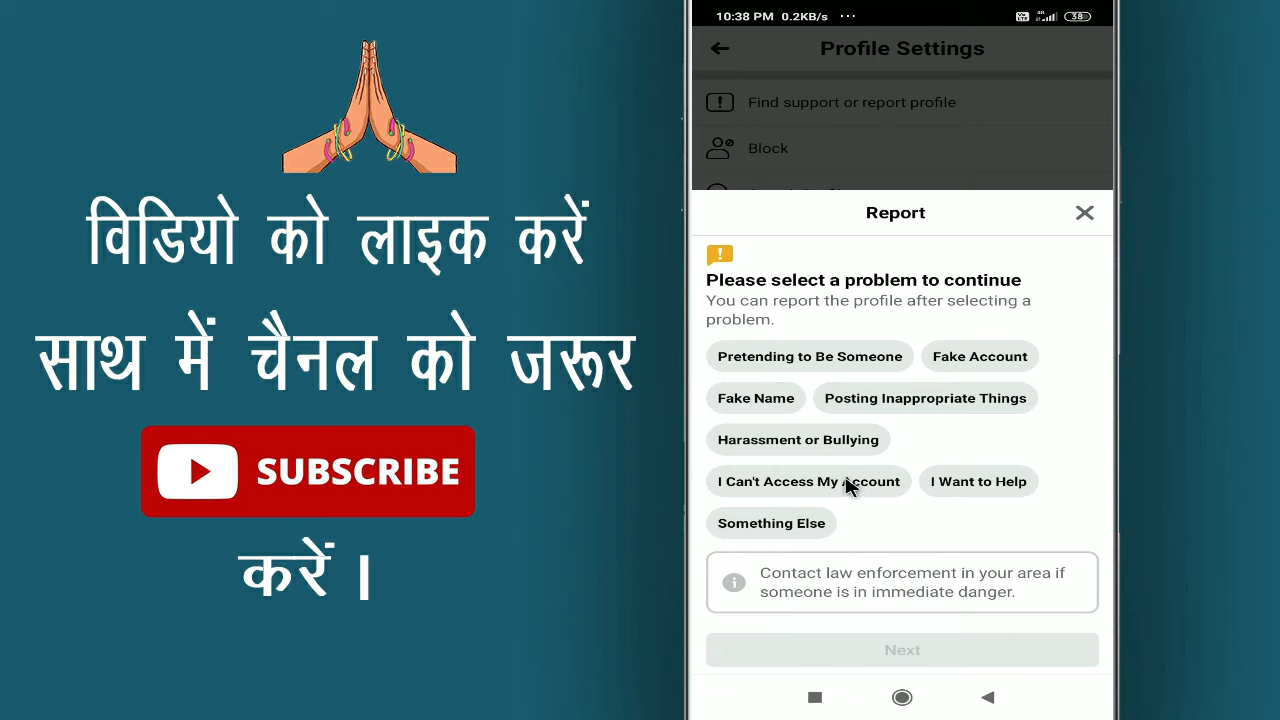 विडियो को लाइक करें
साथ में चैनल को जरूर
SUBSCRIBE
करें ।
10:38 PM 0.2KB/s ... 38
Profile Settings
Find support or report profile
Block
Report
Please select a problem to continue
You can report the profile after selecting a
problem.
Pretending to Be Someone Fake Account
Fake Name Posting Inappropriate Things
Harassment or Bullying
I Can't Access My Account I Want to Help
Something Else
Contact law enforcement in your area if
someone is in immediate danger.
Next